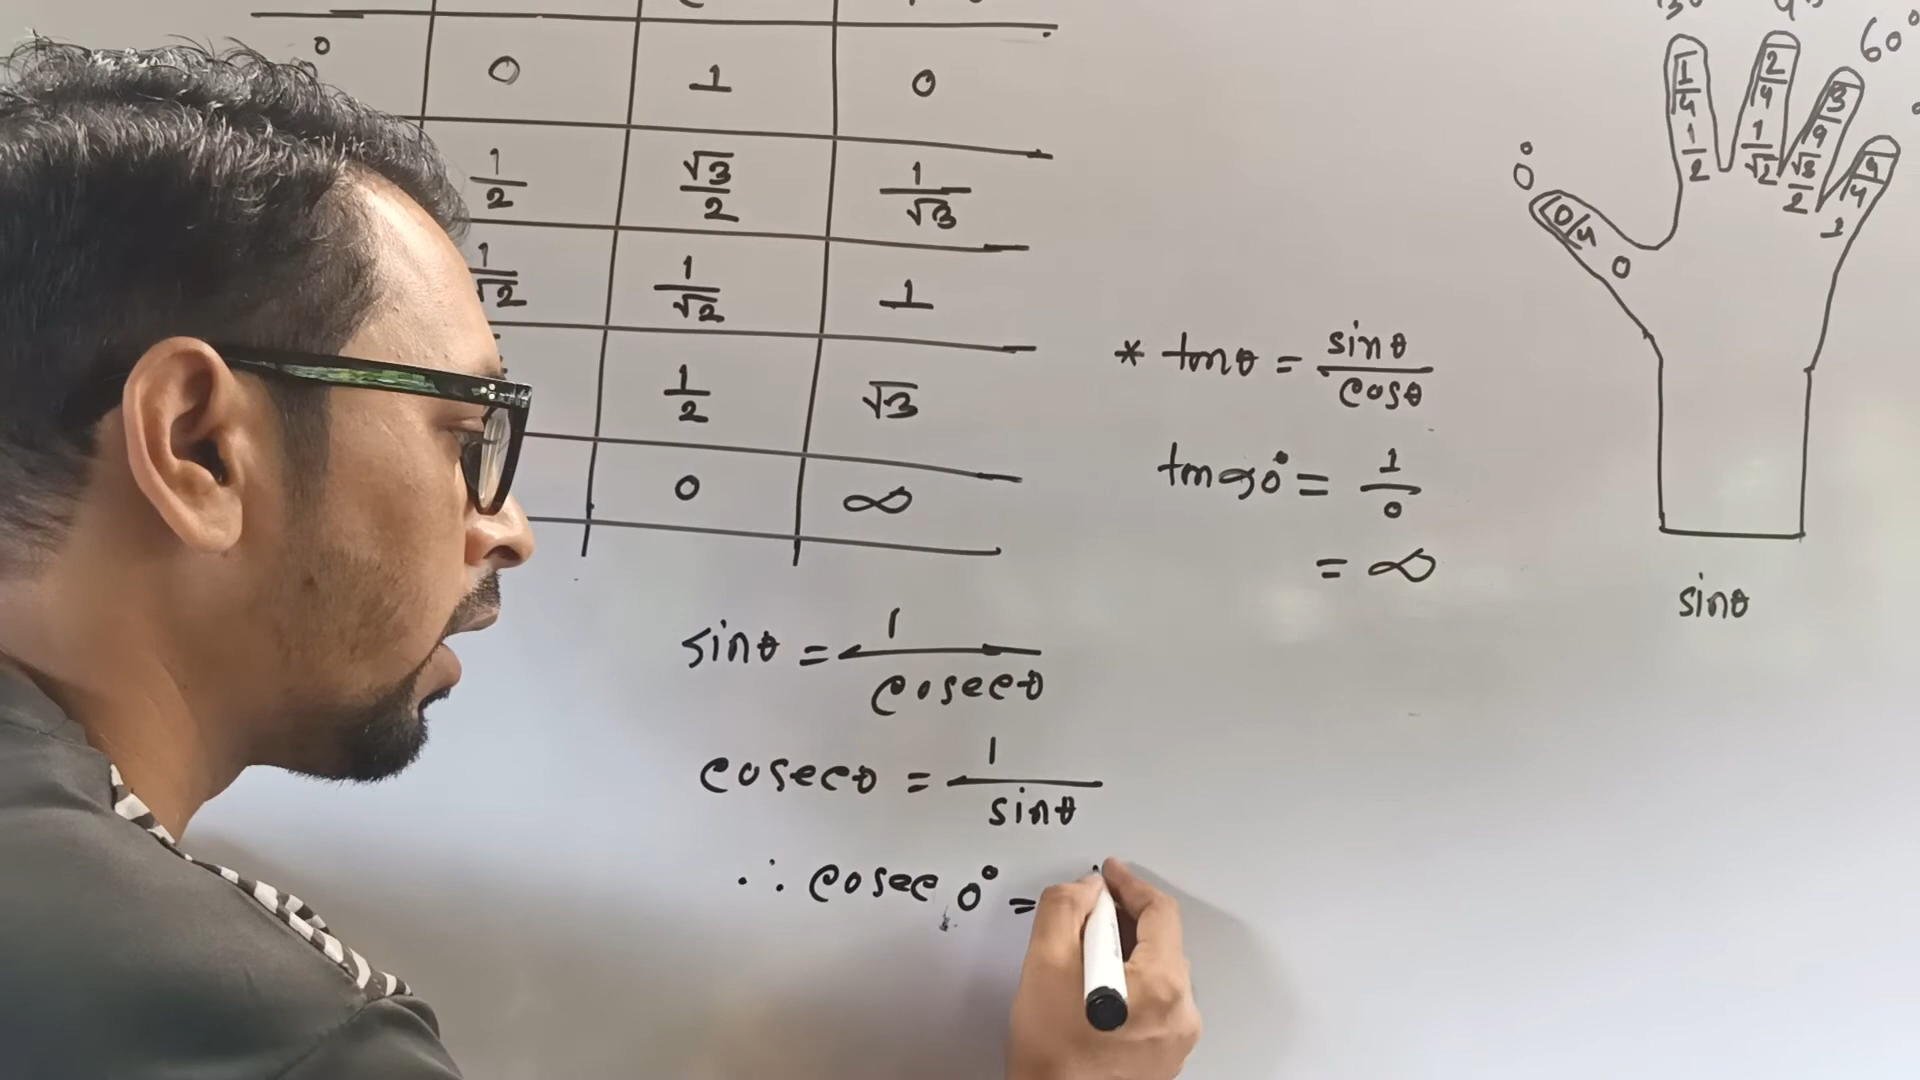 0 0 1 0
1/2 √3/2 1/√3
1/√2 1/√2 1
1/2 √3
0 ∞
* tanθ = sinθ/cosθ
tan90° = 1/0
= ∞
sinθ = 1/cosecθ
cosecθ = 1/sinθ
∴ cosec 0° =
60°
0°
√1/4 √2/4 √3/4 √4/4
1/2 1/√2 √3/2 1
√0/4
0
sinθ